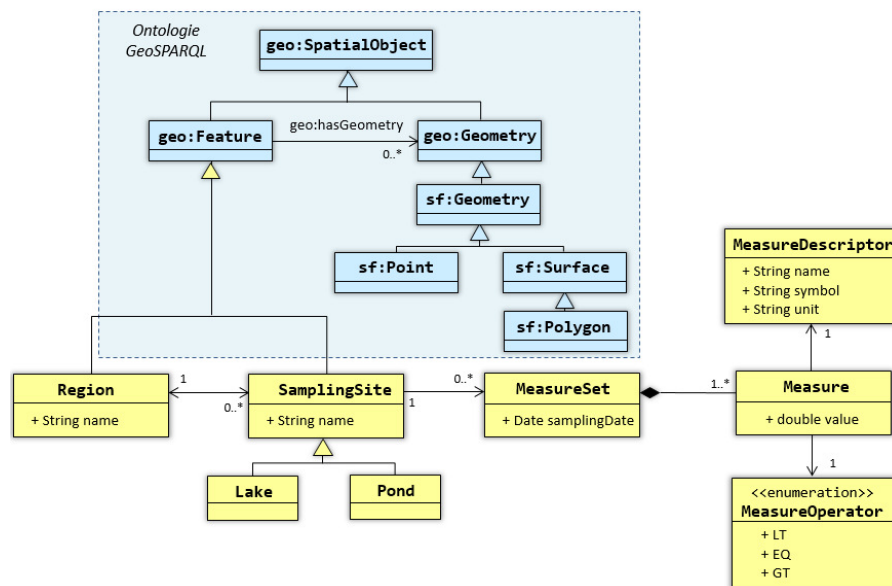 Ontologie
GeoSPARQL
geo:SpatialObject
geo:Feature
geo:hasGeometry
0..*
geo:Geometry
sf:Geometry
sf:Point
sf:Surface
sf:Polygon
MeasureDescriptor
+ String name
+ String symbol
+ String unit
1
Region
+ String name
1
0..*
SamplingSite
+ String name
1
0..*
MeasureSet
+ Date samplingDate
1..*
Measure
+ double value
1
Lake
Pond
<<enumeration>>
MeasureOperator
+ LT
+ EQ
+ GT